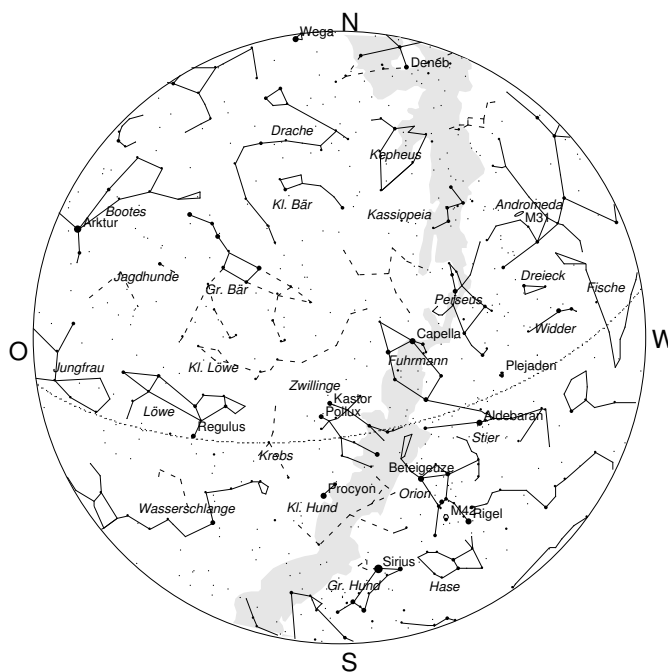 N
Wega
Deneb
Drache
Kepheus
Kl. Bär
Andromeda
Bootes
Kassiopeia
M31
Arktur
Jagdhunde
Gr. Bär
Dreieck
Fische
Perseus
Widder
Capella
O
W
Fuhrmann
Jungfrau
Kl. Löwe
Plejaden
Zwillinge
Kastor
Löwe
Pollux
Aldebaran
Regulus
Stier
Krebs
Beteigeuze
Procyon
Orion
Wasserschlange
Kl. Hund
M42
Rigel
Sirius
Gr. Hund
Hase
S